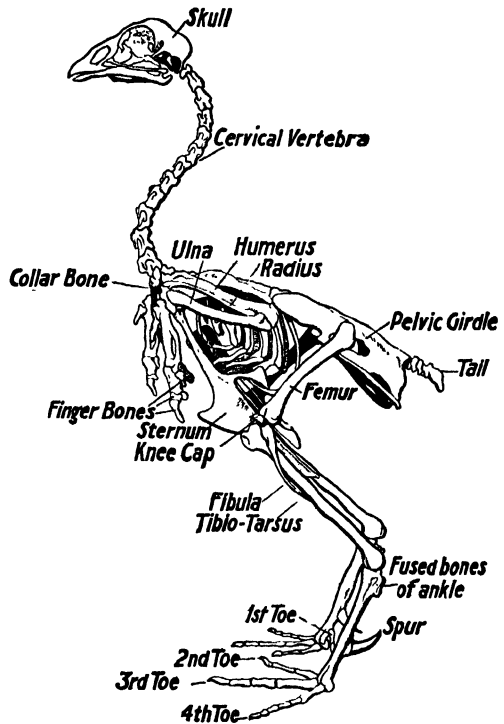 Skull
Cervical Vertebra
Ulna
Humerus
Radius
Collar Bone
Pelvic Girdle
Tail
Femur
Finger Bones
Sternum
Knee Cap
Fibula
Tibio-Tarsus
Fused bones
of ankle
1st Toe
Spur
2nd Toe
3rd Toe
4th Toe